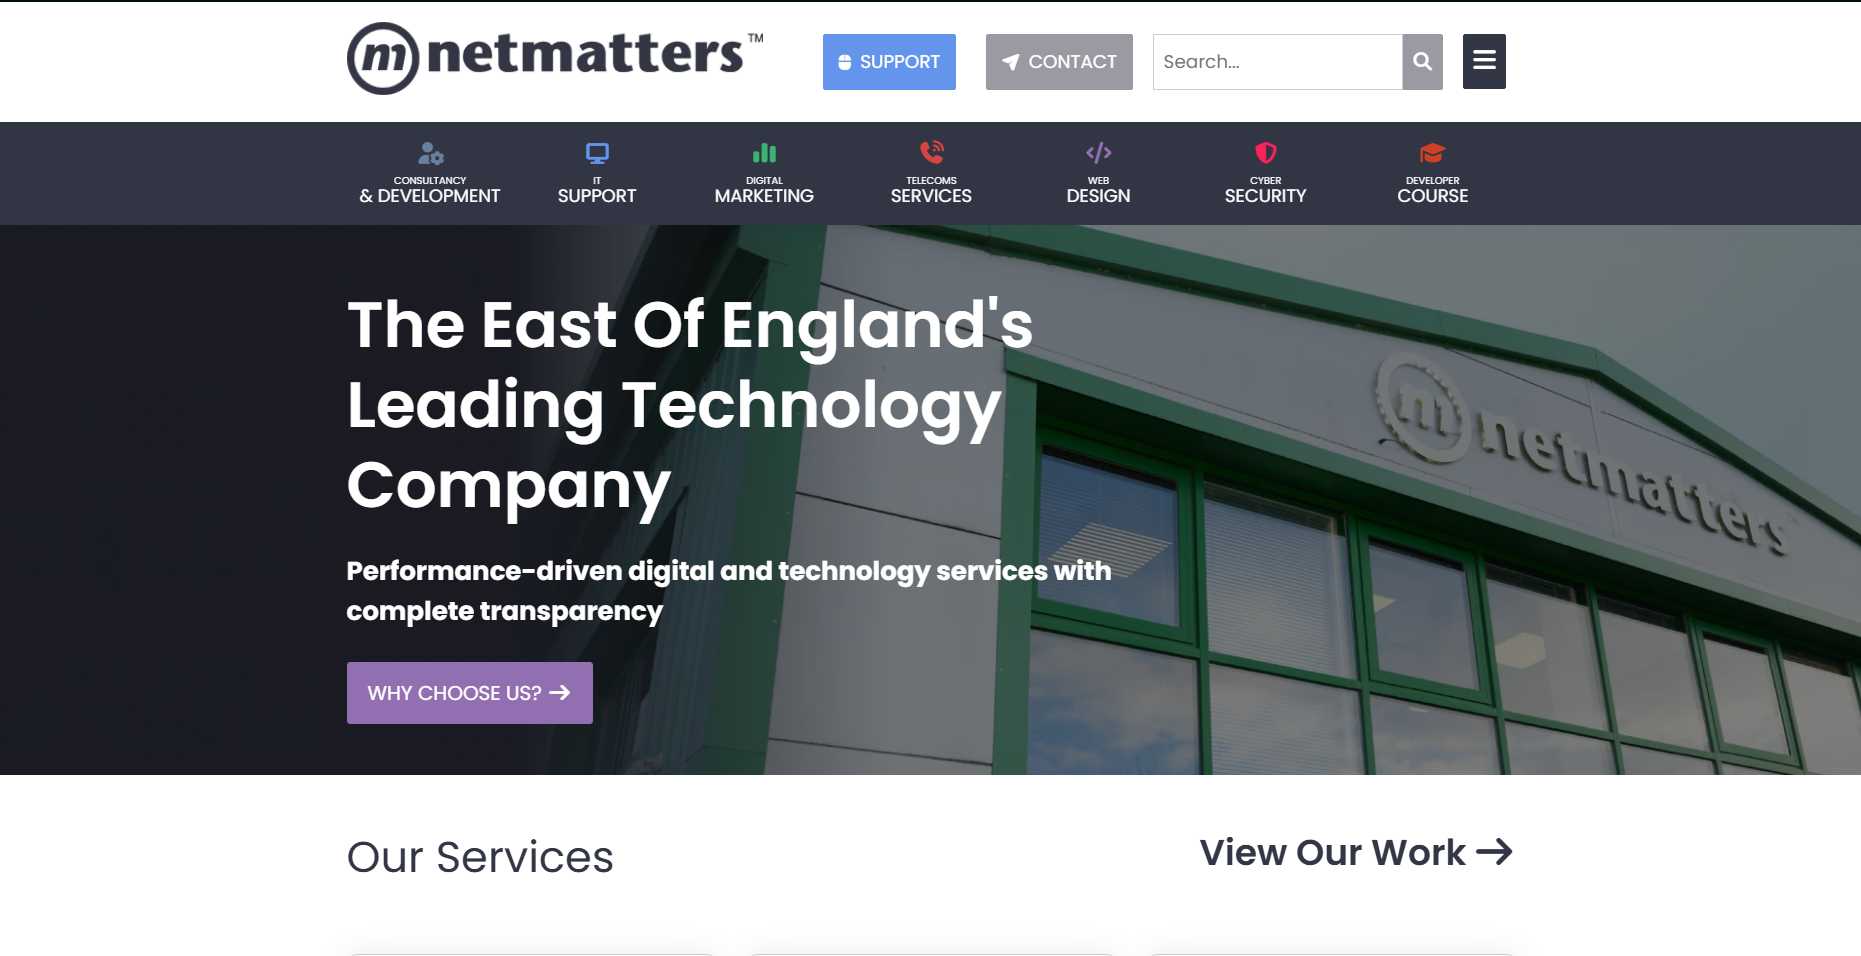 netmatters™
SUPPORT
CONTACT
Search...
CONSULTANCY
& DEVELOPMENT
IT
SUPPORT
DIGITAL
MARKETING
TELECOMS
SERVICES
WEB
DESIGN
CYBER
SECURITY
DEVELOPER
COURSE
The East Of England's
Leading Technology
Company
m netmatters
Performance-driven digital and technology services with
complete transparency
WHY CHOOSE US?
Our Services
View Our Work